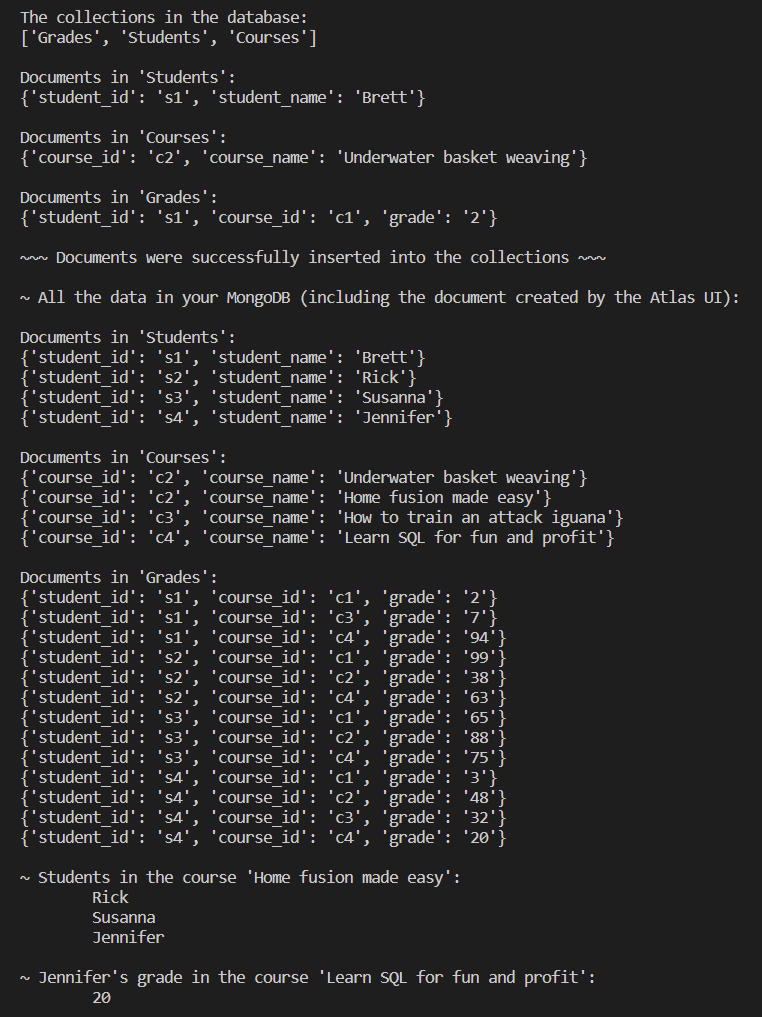 The collections in the database:
['Grades', 'Students', 'Courses']
Documents in 'Students':
{'student_id': 's1', 'student_name': 'Brett'}
Documents in 'Courses':
{'course_id': 'c2', 'course_name': 'Underwater basket weaving'}
Documents in 'Grades':
{'student_id': 's1', 'course_id': 'c1', 'grade': '2'}
~~~ Documents were successfully inserted into the collections ~~~
~ All the data in your MongoDB (including the document created by the Atlas UI):
Documents in 'Students':
{'student_id': 's1', 'student_name': 'Brett'}
{'student_id': 's2', 'student_name': 'Rick'}
{'student_id': 's3', 'student_name': 'Susanna'}
{'student_id': 's4', 'student_name': 'Jennifer'}
Documents in 'Courses':
{'course_id': 'c2', 'course_name': 'Underwater basket weaving'}
{'course_id': 'c2', 'course_name': 'Home fusion made easy'}
{'course_id': 'c3', 'course_name': 'How to train an attack iguana'}
{'course_id': 'c4', 'course_name': 'Learn SQL for fun and profit'}
Documents in 'Grades':
{'student_id': 's1', 'course_id': 'c1', 'grade': '2'}
{'student_id': 's1', 'course_id': 'c3', 'grade': '7'}
{'student_id': 's1', 'course_id': 'c4', 'grade': '94'}
{'student_id': 's2', 'course_id': 'c1', 'grade': '99'}
{'student_id': 's2', 'course_id': 'c2', 'grade': '38'}
{'student_id': 's2', 'course_id': 'c4', 'grade': '63'}
{'student_id': 's3', 'course_id': 'c1', 'grade': '65'}
{'student_id': 's3', 'course_id': 'c2', 'grade': '88'}
{'student_id': 's3', 'course_id': 'c4', 'grade': '75'}
{'student_id': 's4', 'course_id': 'c1', 'grade': '3'}
{'student_id': 's4', 'course_id': 'c2', 'grade': '48'}
{'student_id': 's4', 'course_id': 'c3', 'grade': '32'}
{'student_id': 's4', 'course_id': 'c4', 'grade': '20'}
~ Students in the course 'Home fusion made easy':
Rick
Susanna
Jennifer
~ Jennifer's grade in the course 'Learn SQL for fun and profit':
20